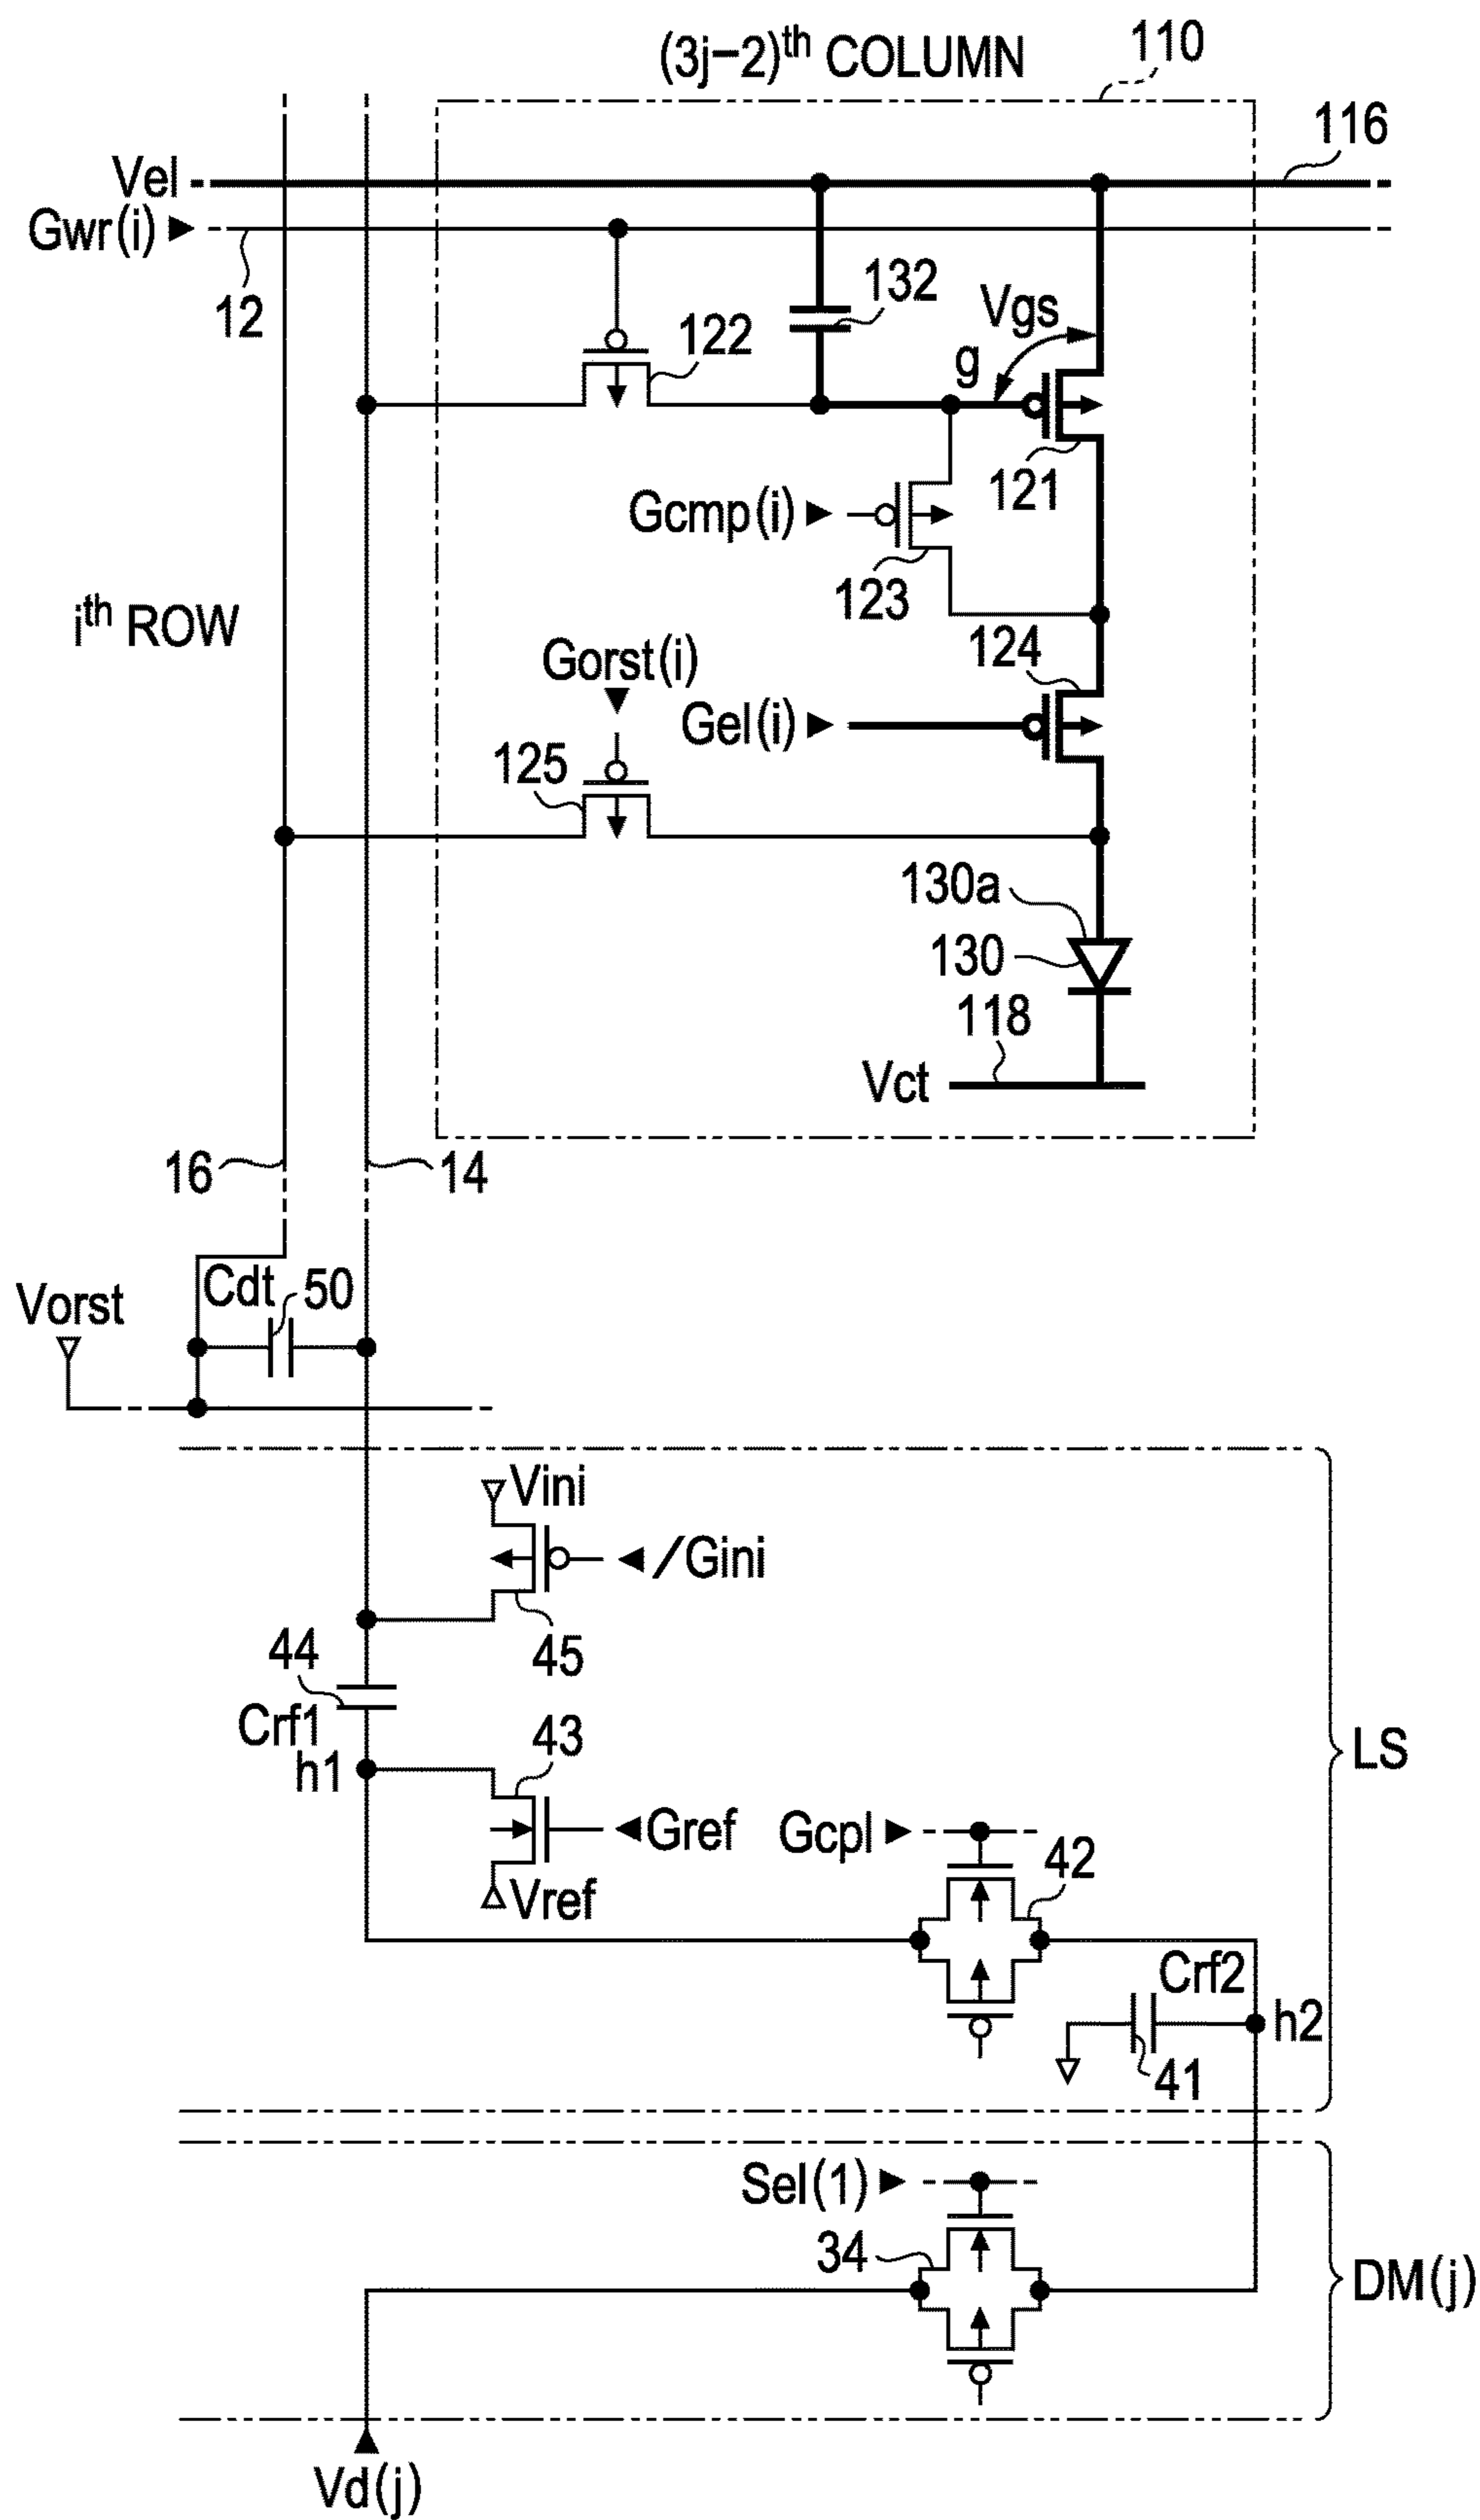 (3j−2)th COLUMN
110
116
Vel
Gwr(i)
12
132
122
Vgs
g
121
Gcmp(i)
123
ith ROW
124
Gorst(i)
Gel(i)
125
130a
130
118
Vct
16
14
Cdt
50
Vorst
Vini
/Gini
44
45
Crf1
43
h1
LS
Gref
Gcpl
42
Vref
Crf2
h2
41
Sel(1)
34
DM(j)
Vd(j)